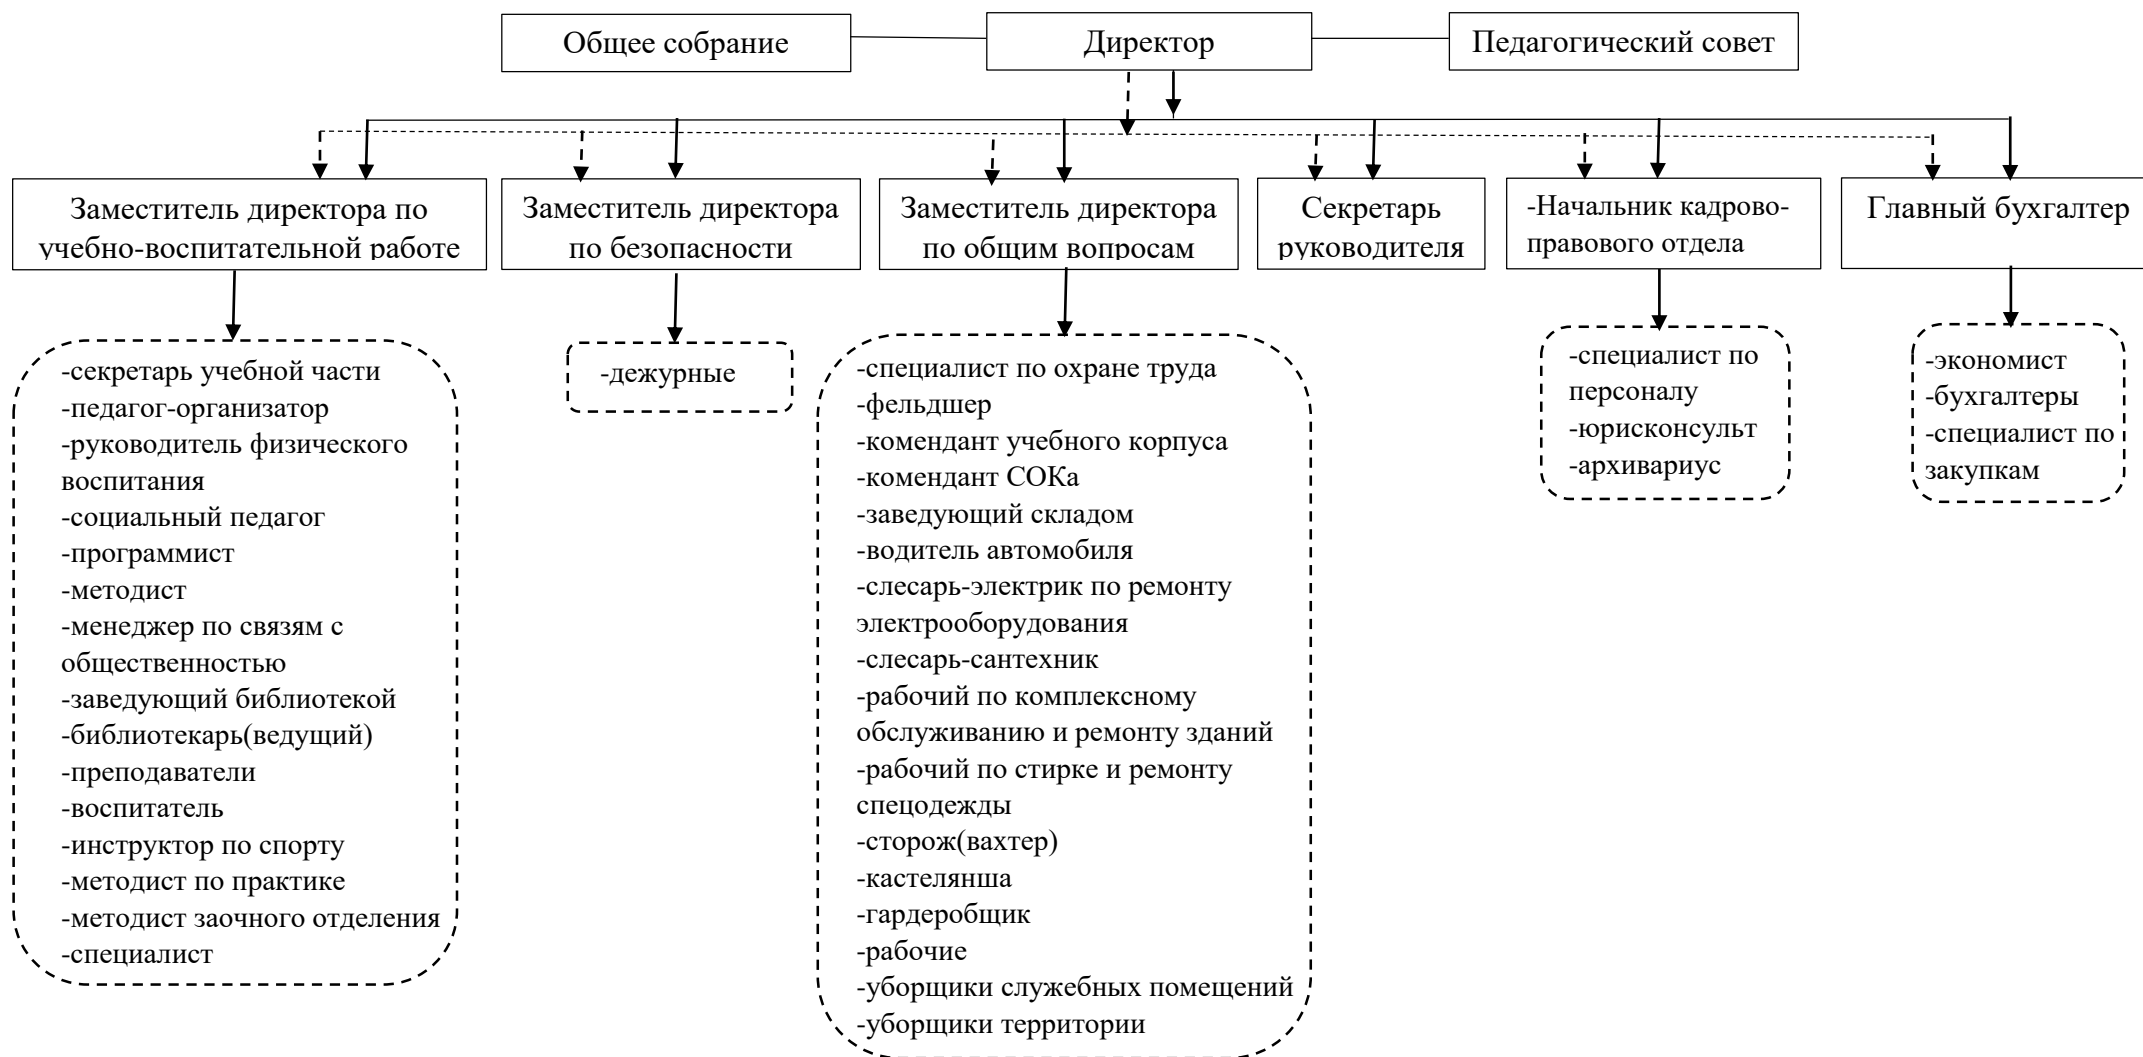 Общее собрание
Директор
Педагогический совет
Заместитель директора по
учебно-воспитательной работе
Заместитель директора
по безопасности
Заместитель директора
по общим вопросам
Секретарь
руководителя
-Начальник кадрово-
правового отдела
Главный бухгалтер
-секретарь учебной части
-педагог-организатор
-руководитель физического
воспитания
-социальный педагог
-программист
-методист
-менеджер по связям с
общественностью
-заведующий библиотекой
-библиотекарь(ведущий)
-преподаватели
-воспитатель
-инструктор по спорту
-методист по практике
-методист заочного отделения
-специалист
-дежурные
-специалист по охране труда
-фельдшер
-комендант учебного корпуса
-комендант СОКа
-заведующий складом
-водитель автомобиля
-слесарь-электрик по ремонту
электрооборудования
-слесарь-сантехник
-рабочий по комплексному
обслуживанию и ремонту зданий
-рабочий по стирке и ремонту
спецодежды
-сторож(вахтер)
-кастелянша
-гардеробщик
-рабочие
-уборщики служебных помещений
-уборщики территории
-специалист по
персоналу
-юрисконсульт
-архивариус
-экономист
-бухгалтеры
-специалист по
закупкам